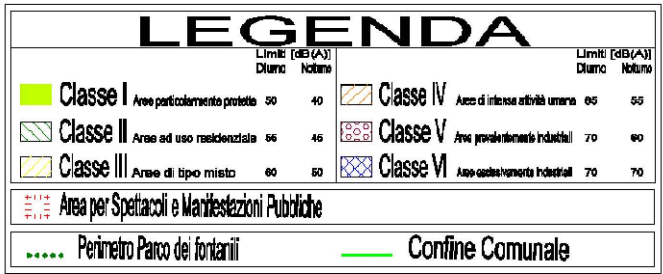 LEGENDA
Limiti [dB(A)] Limiti [dB(A)]
Diurno Notturno Diurno Notturno
Classe I Aree particolarmente protette 50 40
Classe IV Aree di intensa attività umana 65 55
Classe II Aree ad uso residenziale 55 45
Classe V Aree prevalentemente industriali 70 60
Classe III Aree di tipo misto 60 50
Classe VI Aree esclusivamente industriali 70 70
Area per Spettacoli e Manifestazioni Pubbliche
Perimetro Parco dei fontanili Confine Comunale